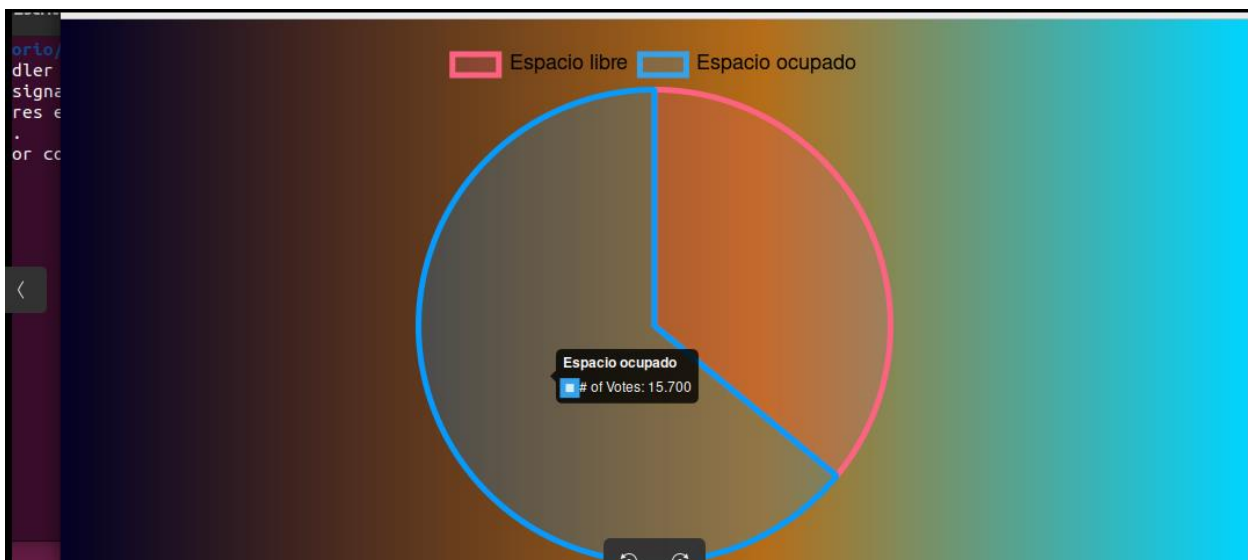 orio/
dler
signa
res e
.
or co
Espacio libre Espacio ocupado
Espacio ocupado
# of Votes: 15.700